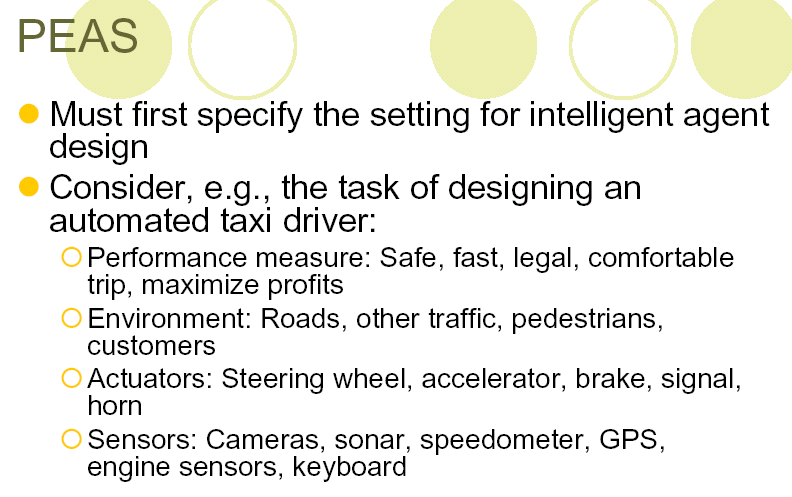 PEAS
Must first specify the setting for intelligent agent
design
Consider, e.g., the task of designing an
automated taxi driver:
Performance measure: Safe, fast, legal, comfortable
trip, maximize profits
Environment: Roads, other traffic, pedestrians,
customers
Actuators: Steering wheel, accelerator, brake, signal,
horn
Sensors: Cameras, sonar, speedometer, GPS,
engine sensors, keyboard